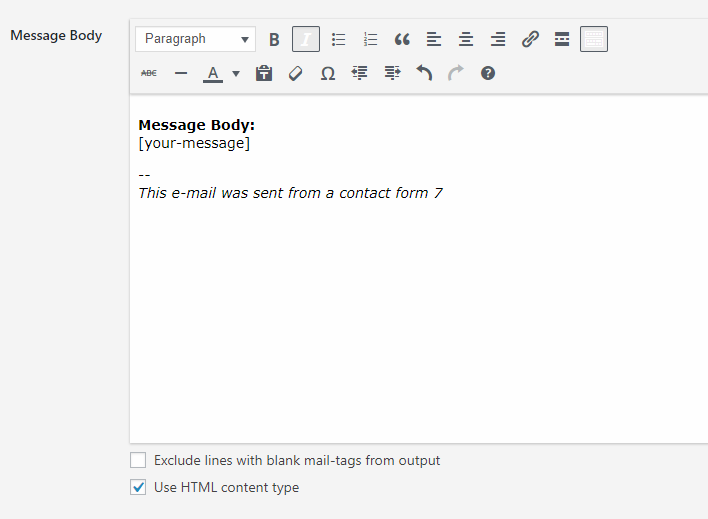 Message Body
Paragraph
B I
ABC A Ω
Message Body:
[your-message]
--
This e-mail was sent from a contact form 7
Exclude lines with blank mail-tags from output
Use HTML content type